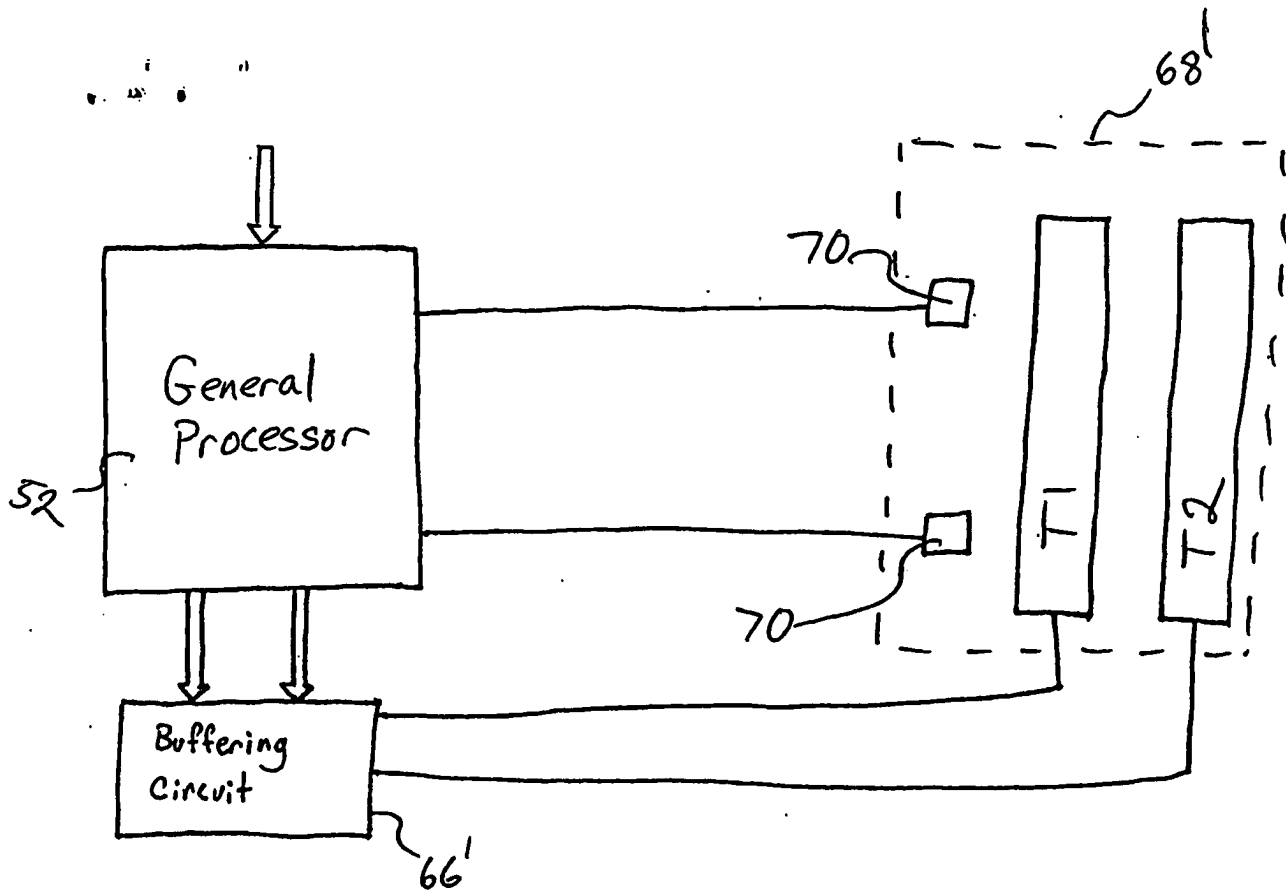 68'
70
General
Processor
52
T1
T2
70
Buffering
Circuit
66'